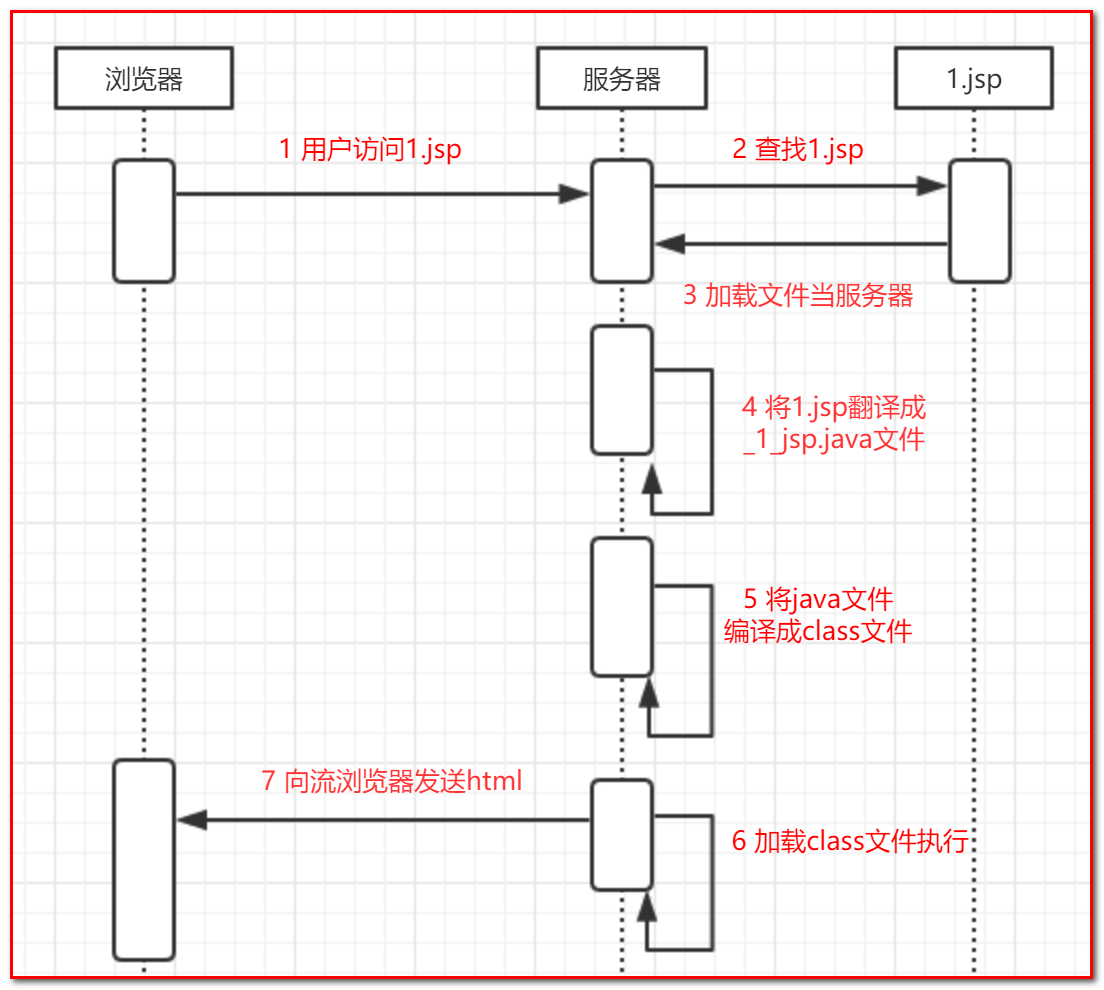 浏览器
服务器
1.jsp
1 用户访问1.jsp
2 查找1.jsp
3 加载文件当服务器
4 将1.jsp翻译成
_1_jsp.java文件
5 将java文件
编译成class文件
7 向流浏览器发送html
6 加载class文件执行